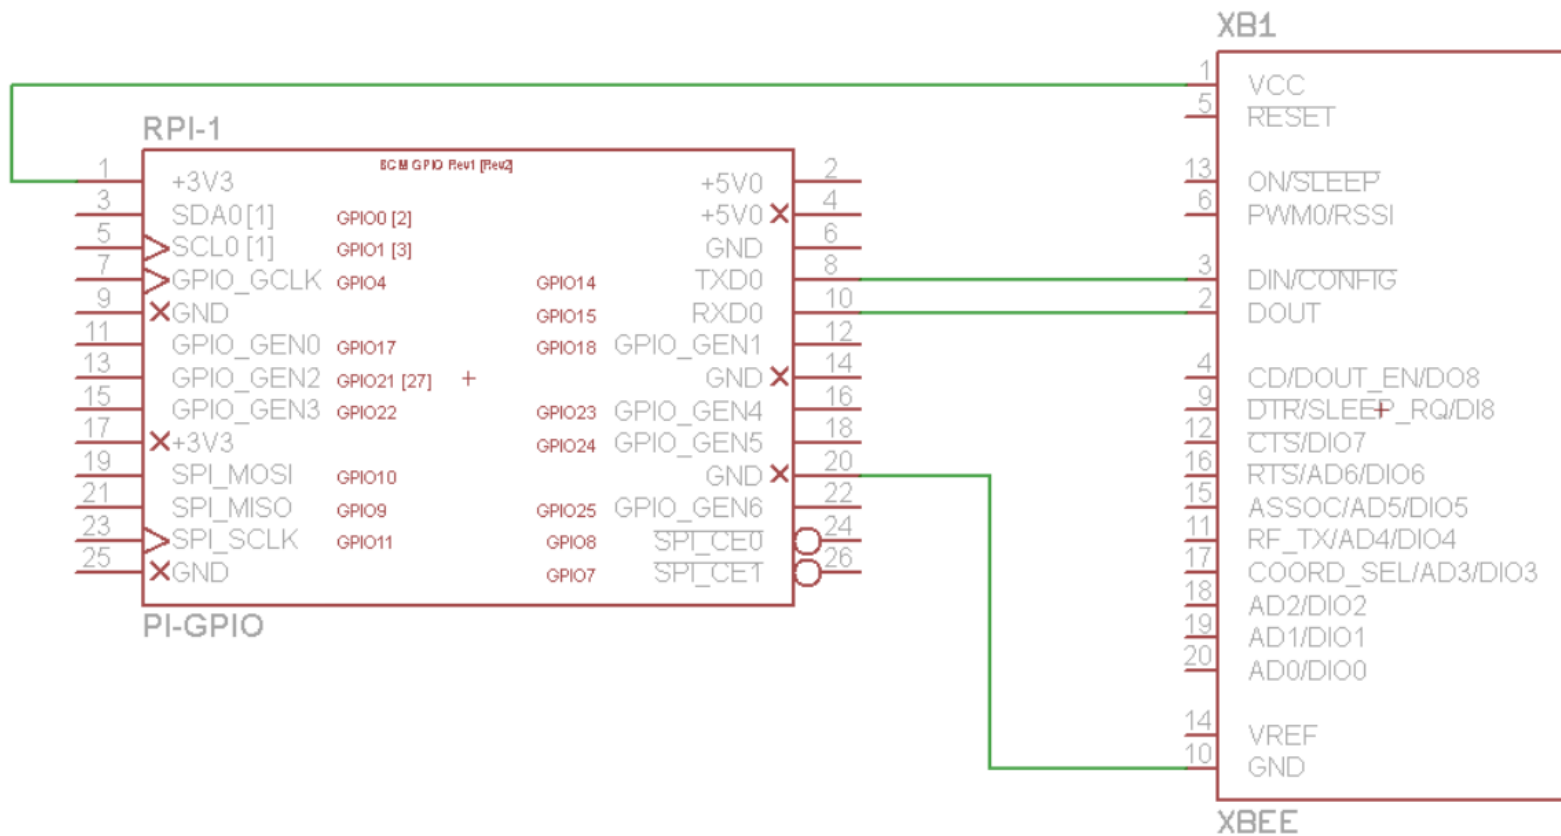 XB1
1 VCC
5 RESET
13 ON/SLEEP
6 PWM0/RSSI
3 DIN/CONFIG
2 DOUT
4 CD/DOUT_EN/DO8
9 DTR/SLEEP_RQ/DI8
12 CTS/DIO7
16 RTS/AD6/DIO6
15 ASSOC/AD5/DIO5
11 RF_TX/AD4/DIO4
17 COORD_SEL/AD3/DIO3
18 AD2/DIO2
19 AD1/DIO1
20 AD0/DIO0
14 VREF
10 GND
XBEE
RPI-1
BCM GPIO Rev1 [Rev2]
1 +3V3 +5V0 2
3 SDA0[1] GPIO0 [2] +5V0 4
5 SCL0 [1] GPIO1 [3] GND 6
7 GPIO_GCLK GPIO4 GPIO14 TXD0 8
9 GND GPIO15 RXD0 10
11 GPIO_GEN0 GPIO17 GPIO18 GPIO_GEN1 12
13 GPIO_GEN2 GPIO21 [27] GND 14
15 GPIO_GEN3 GPIO22 GPIO23 GPIO_GEN4 16
17 +3V3 GPIO24 GPIO_GEN5 18
19 SPI_MOSI GPIO10 GND 20
21 SPI_MISO GPIO9 GPIO25 GPIO_GEN6 22
23 SPI_SCLK GPIO11 GPIO8 SPI_CE0 24
25 GND GPIO7 SPI_CE1 26
PI-GPIO